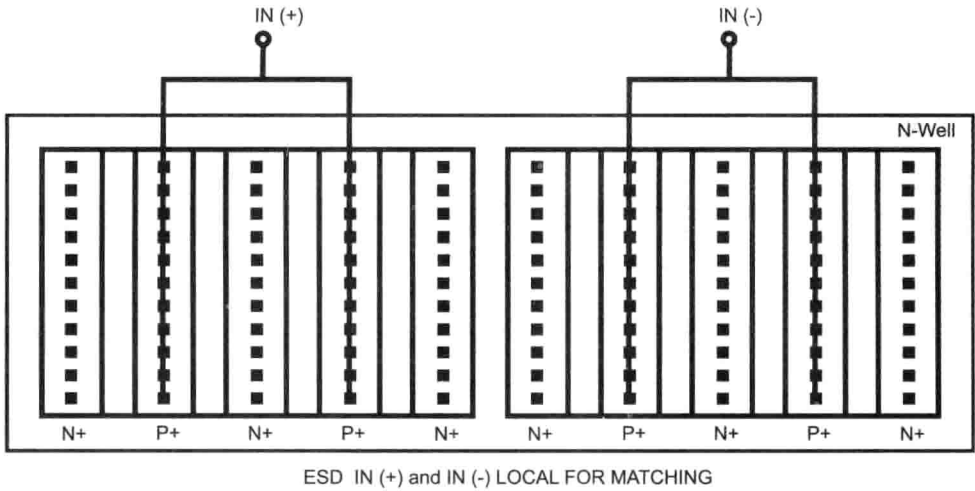 IN (+) IN (-)
N-Well
N+ P+ N+ P+ N+ N+ P+ N+ P+ N+
ESD IN (+) and IN (-) LOCAL FOR MATCHING